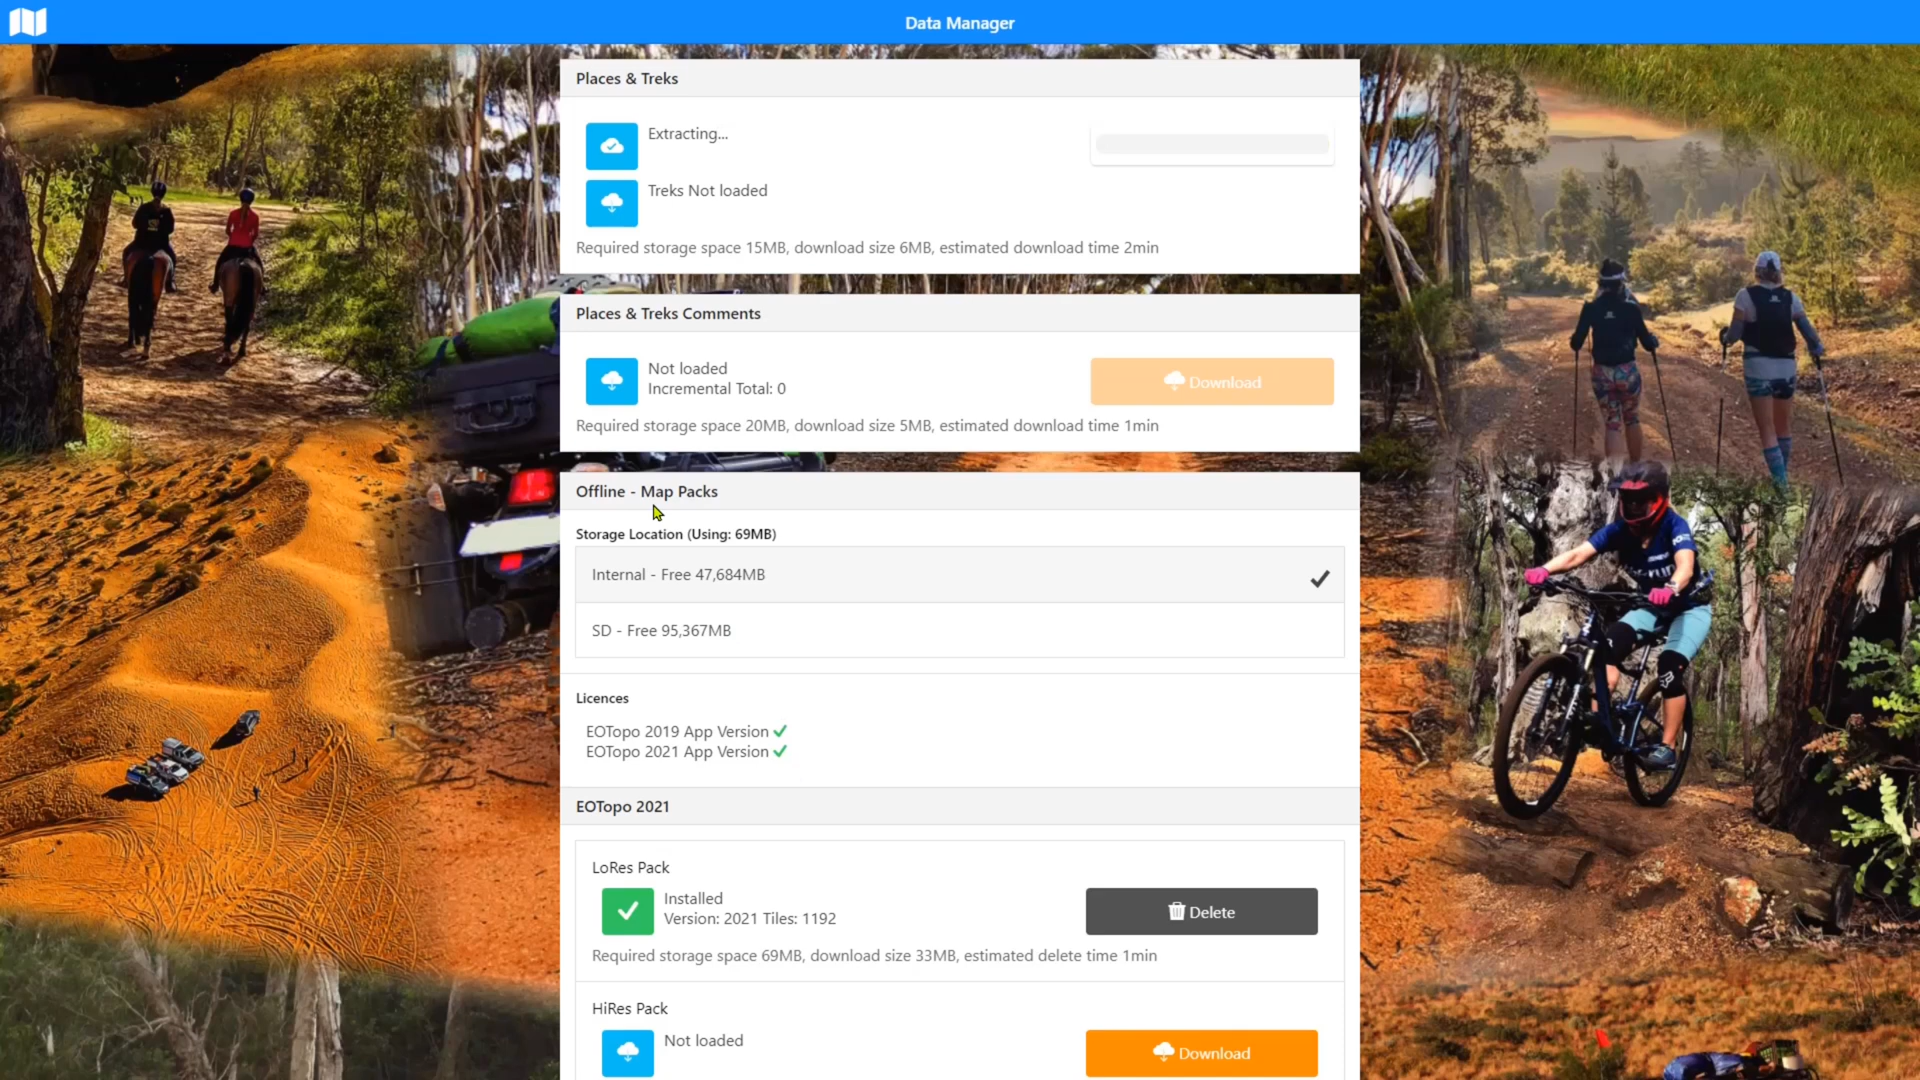 Data Manager
Places & Treks
Extracting...
Treks Not loaded
Required storage space 15MB, download size 6MB, estimated download time 2min
Places & Treks Comments
Not loaded
Incremental Total: 0
Download
Required storage space 20MB, download size 5MB, estimated download time 1min
Offline - Map Packs
Storage Location (Using: 69MB)
Internal - Free 47,684MB
SD - Free 95,367MB
Licences
EOTopo 2019 App Version
EOTopo 2021 App Version
EOTopo 2021
LoRes Pack
Installed
Version: 2021 Tiles: 1192
Delete
Required storage space 69MB, download size 33MB, estimated delete time 1min
HiRes Pack
Not loaded
Download